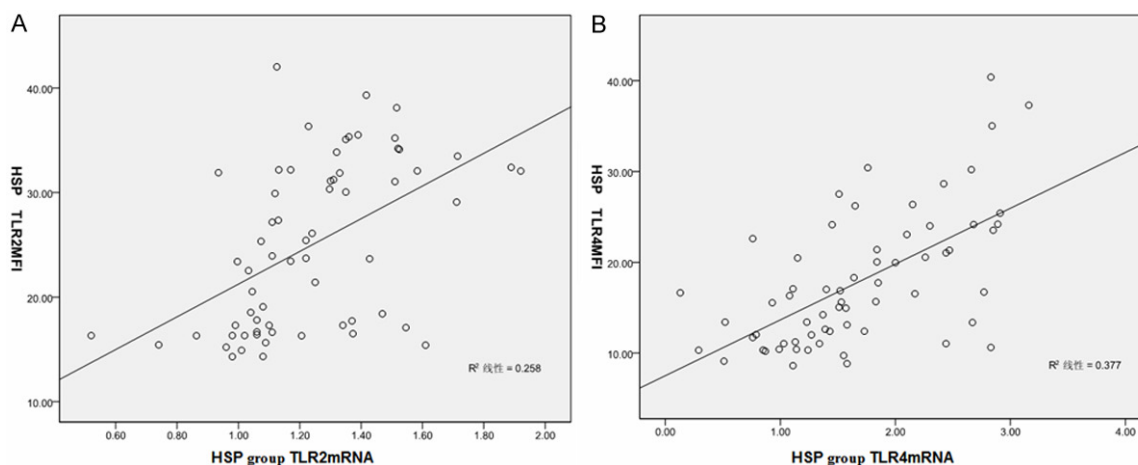 A
HSP TLR2MFI
40.00
30.00
20.00
10.00
R² 线性 = 0.258
0.60 0.80 1.00 1.20 1.40 1.60 1.80 2.00
HSP group TLR2mRNA
B
HSP TLR4MFI
40.00
30.00
20.00
10.00
R² 线性 = 0.377
0.00 1.00 2.00 3.00 4.00
HSP group TLR4mRNA